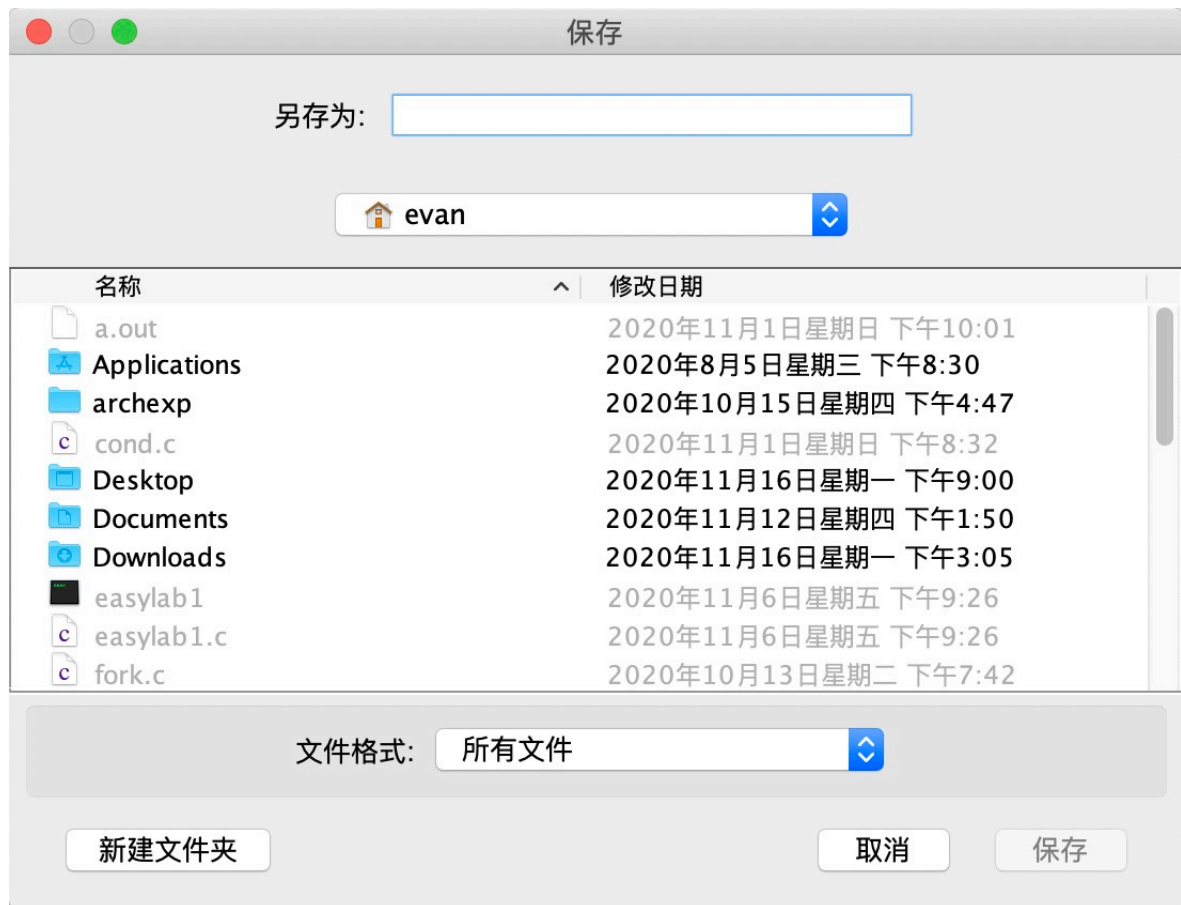 保存
另存为:
evan
名称 修改日期
a.out 2020年11月1日星期日 下午10:01
Applications 2020年8月5日星期三 下午8:30
archexp 2020年10月15日星期四 下午4:47
cond.c 2020年11月1日星期日 下午8:32
Desktop 2020年11月16日星期一 下午9:00
Documents 2020年11月12日星期四 下午1:50
Downloads 2020年11月16日星期一 下午3:05
easylab1 2020年11月6日星期五 下午9:26
easylab1.c 2020年11月6日星期五 下午9:26
fork.c 2020年10月13日星期二 下午7:42
文件格式: 所有文件
新建文件夹 取消 保存